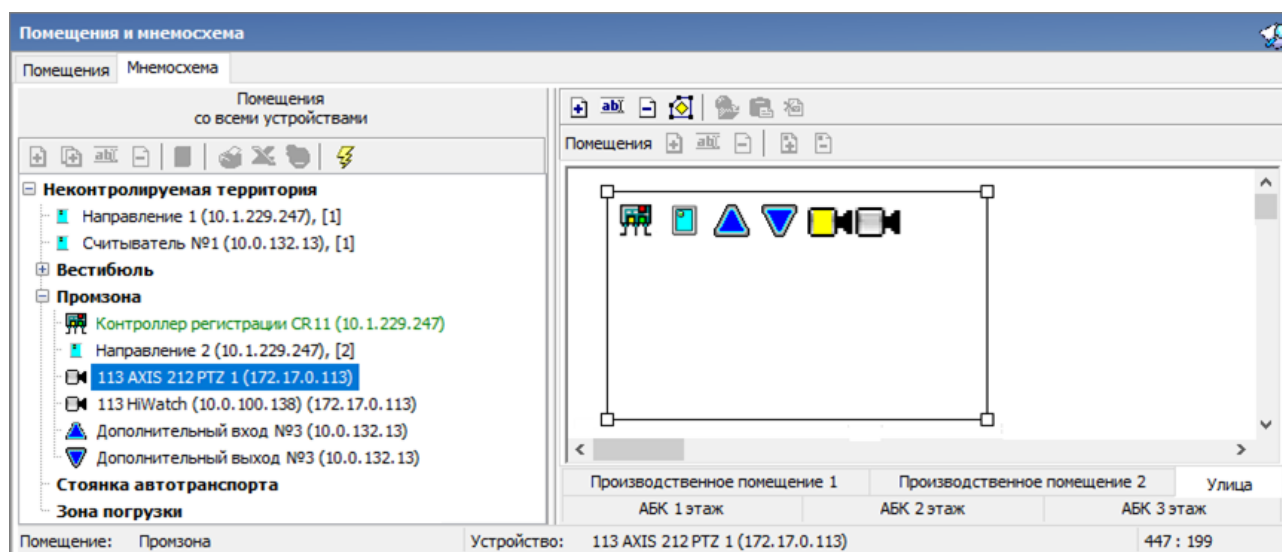 Помещения и мнемосхема
Помещения Мнемосхема
Помещения
со всеми устройствами
Помещения
Неконтролируемая территория
Направление 1 (10.1.229.247), [1]
Считыватель №1 (10.0.132.13), [1]
Вестибюль
Промзона
Контроллер регистрации CR11 (10.1.229.247)
Направление 2 (10.1.229.247), [2]
113 AXIS 212 PTZ 1 (172.17.0.113)
113 HiWatch (10.0.100.138) (172.17.0.113)
Дополнительный вход №3 (10.0.132.13)
Дополнительный выход №3 (10.0.132.13)
Стоянка автотранспорта
Зона погрузки
Производственное помещение 1 Производственное помещение 2 Улица
АБК 1 этаж АБК 2 этаж АБК 3 этаж
Помещение: Промзона Устройство: 113 AXIS 212 PTZ 1 (172.17.0.113) 447 : 199